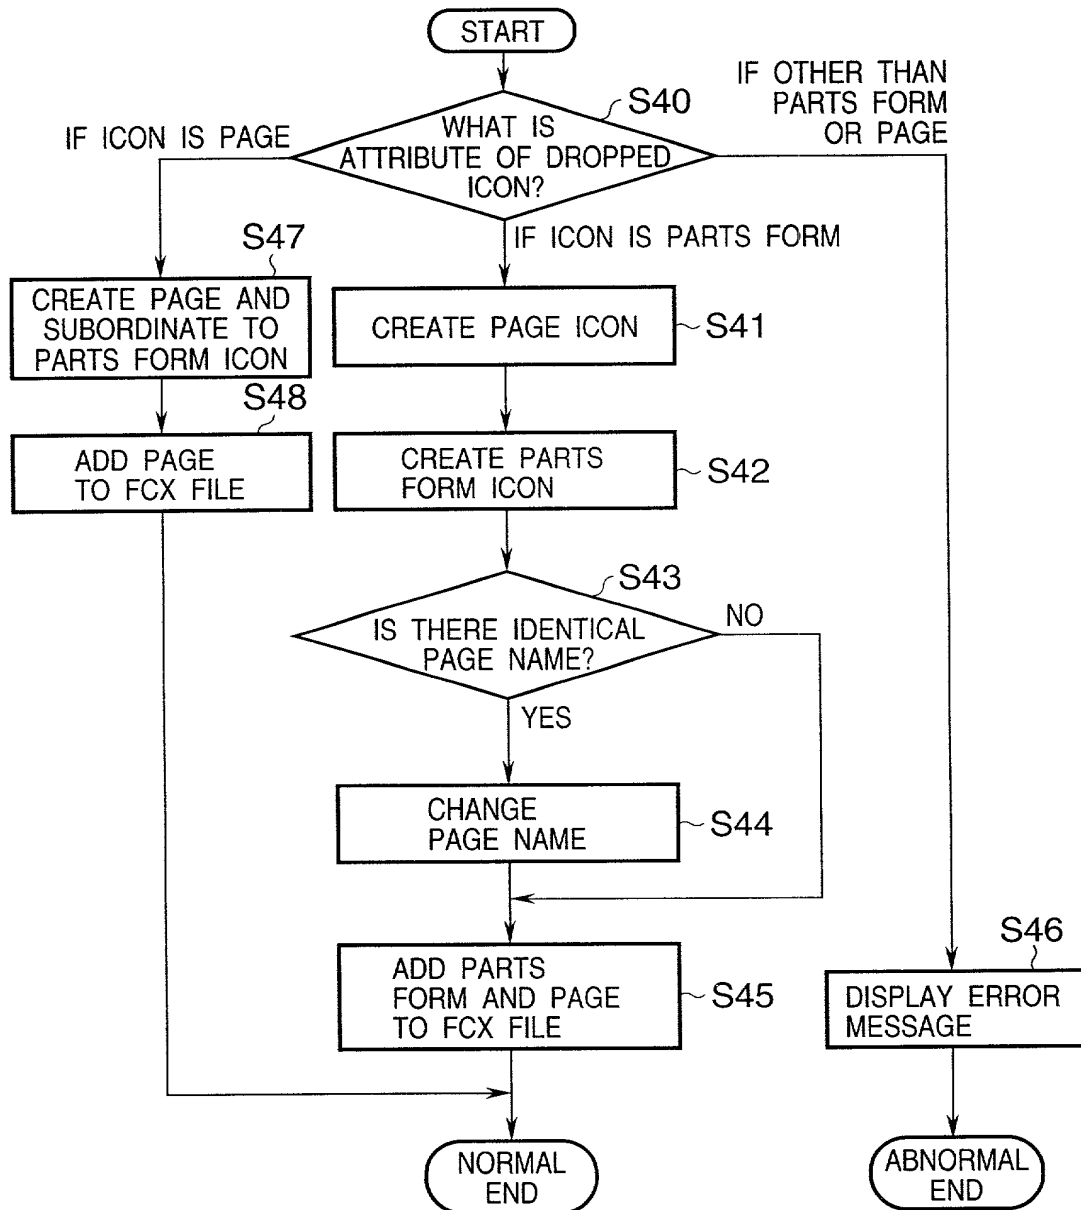 START
S40
WHAT IS
ATTRIBUTE OF DROPPED
ICON?
IF ICON IS PAGE
IF OTHER THAN
PARTS FORM
OR PAGE
IF ICON IS PARTS FORM
S47
CREATE PAGE AND
SUBORDINATE TO
PARTS FORM ICON
CREATE PAGE ICON
S41
S48
ADD PAGE
TO FCX FILE
CREATE PARTS
FORM ICON
S42
S43
IS THERE IDENTICAL
PAGE NAME?
NO
YES
CHANGE
PAGE NAME
S44
ADD PARTS
FORM AND PAGE
TO FCX FILE
S45
S46
DISPLAY ERROR
MESSAGE
NORMAL
END
ABNORMAL
END